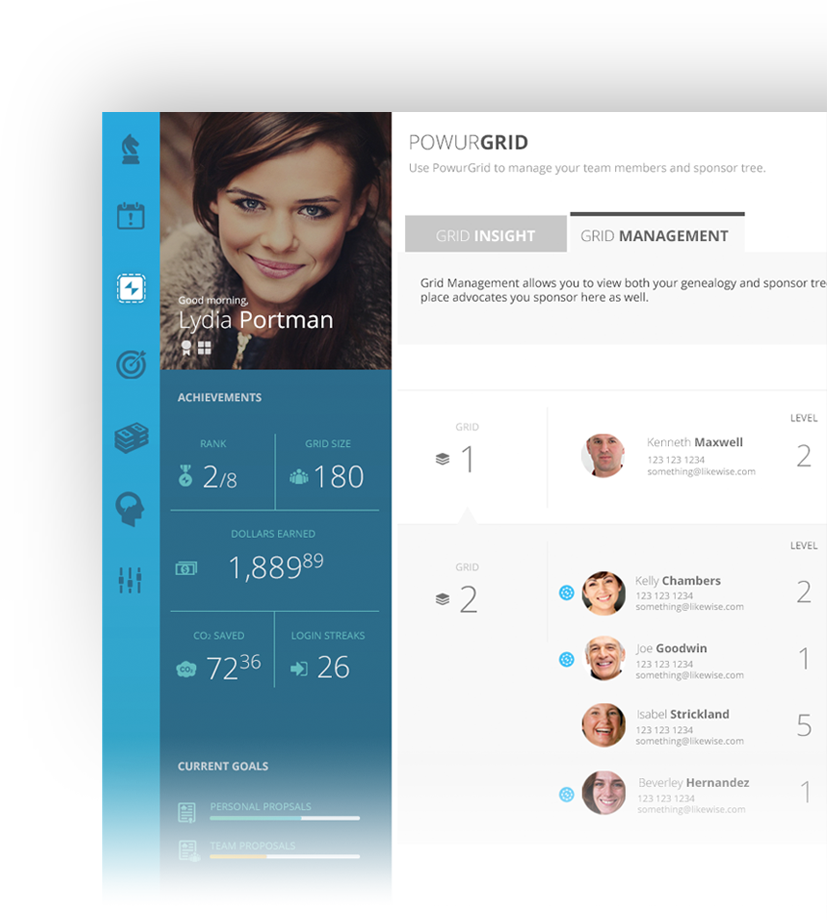 Good morning,
Lydia Portman
ACHIEVEMENTS
RANK
2/8
GRID SIZE
180
DOLLARS EARNED
1,889 89
CO₂ SAVED
CO₂
72 36
LOGIN STREAKS
26
CURRENT GOALS
PERSONAL PROPSALS
TEAM PROPOSALS
POWURGRID
Use PowurGrid to manage your team members and sponsor tree.
GRID INSIGHT
GRID MANAGEMENT
Grid Management allows you to view both your genealogy and sponsor tre
place advocates you sponsor here as well.
GRID
1
Kenneth Maxwell
123 123 1234
something@likewise.com
LEVEL
2
GRID
2
LEVEL
Kelly Chambers
123 123 1234
something@likewise.com
2
Joe Goodwin
123 123 1234
something@likewise.com
1
Isabel Strickland
123 123 1234
something@likewise.com
5
Beverley Hernandez
123 123 1234
something@likewise.com
1